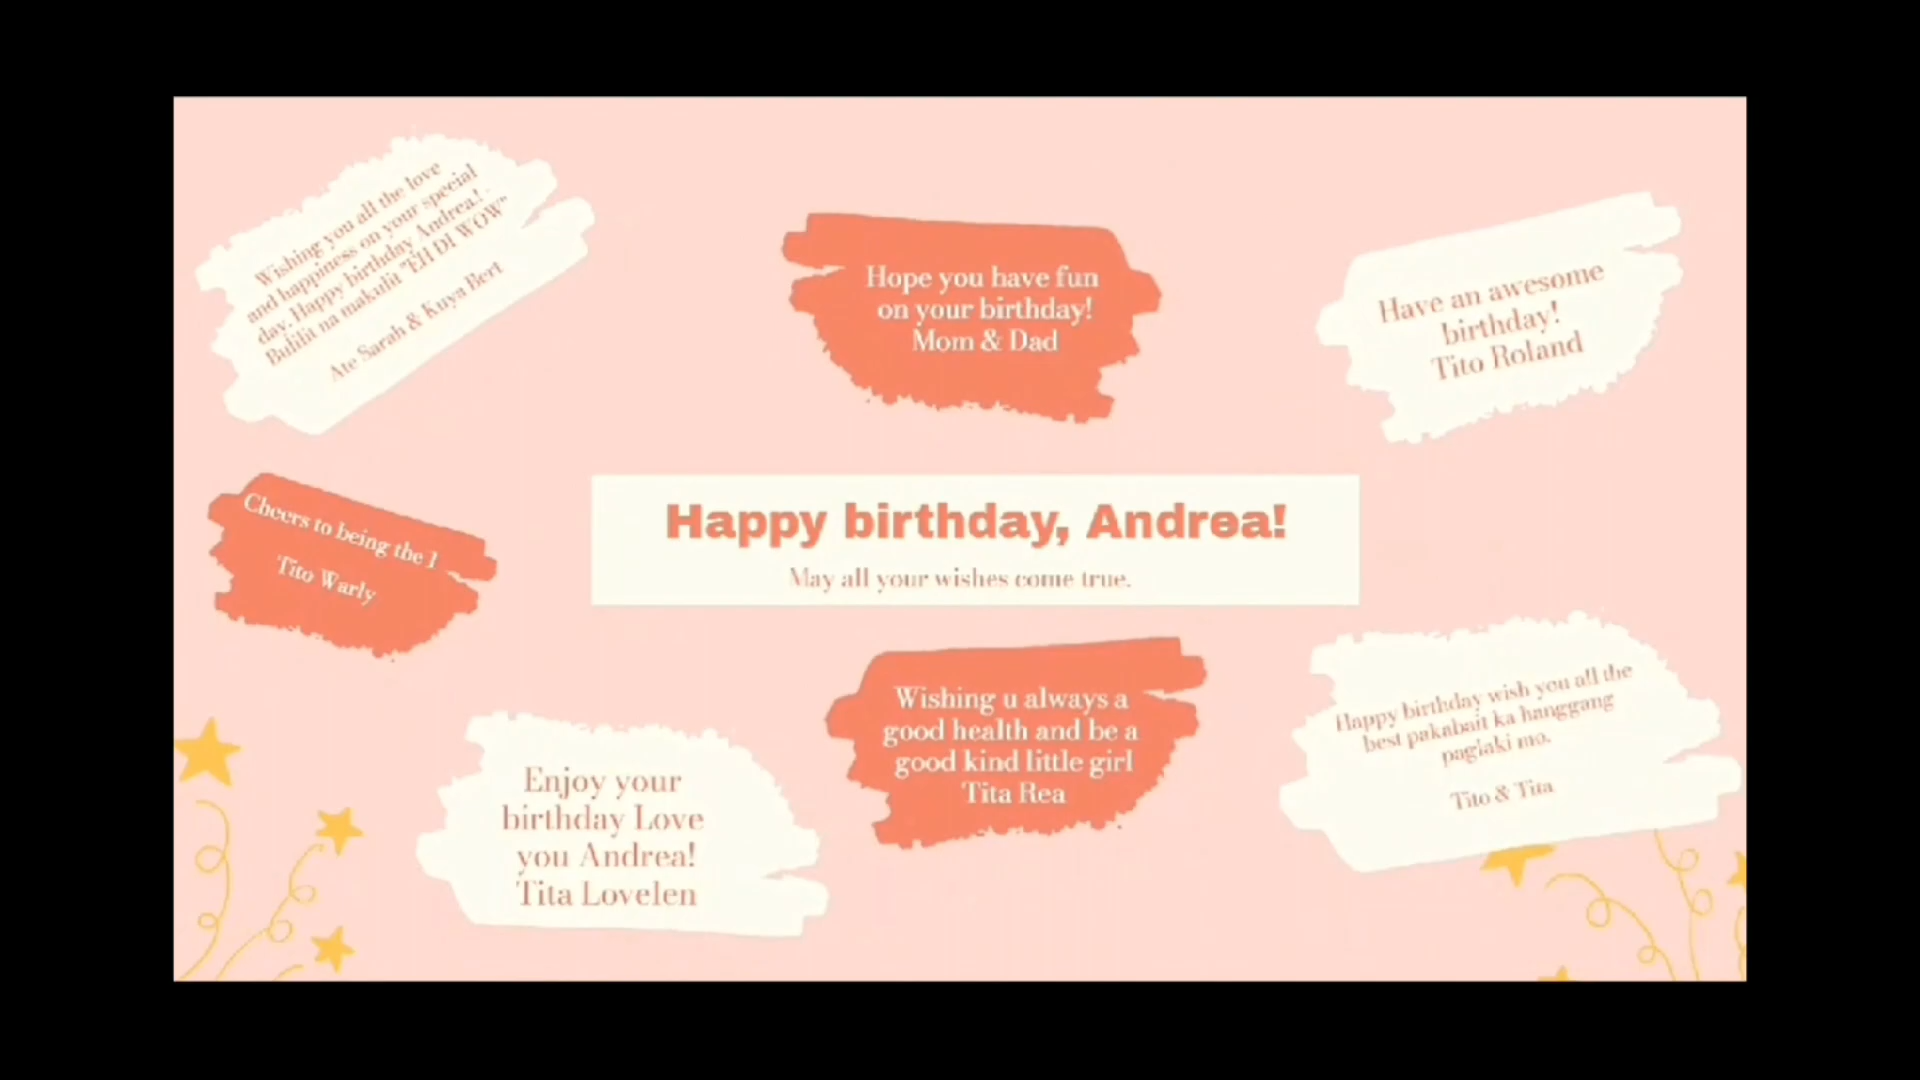 Wishing you all the love
and happiness on your special
day. Happy birthday Andrea! -
Bulilit na makulit "EH DI WOW"
Ate Sarah & Kuya Bert
Hope you have fun
on your birthday!
Mom & Dad
Have an awesome
birthday!
Tito Roland
Cheers to being the 1
Tito Warly
Happy birthday, Andrea!
May all your wishes come true.
Enjoy your
birthday Love
you Andrea!
Tita Lovelen
Wishing u always a
good health and be a
good kind little girl
Tita Rea
Happy birthday wish you all the
best pakabait ka hanggang
paglaki mo.
Tito & Tita